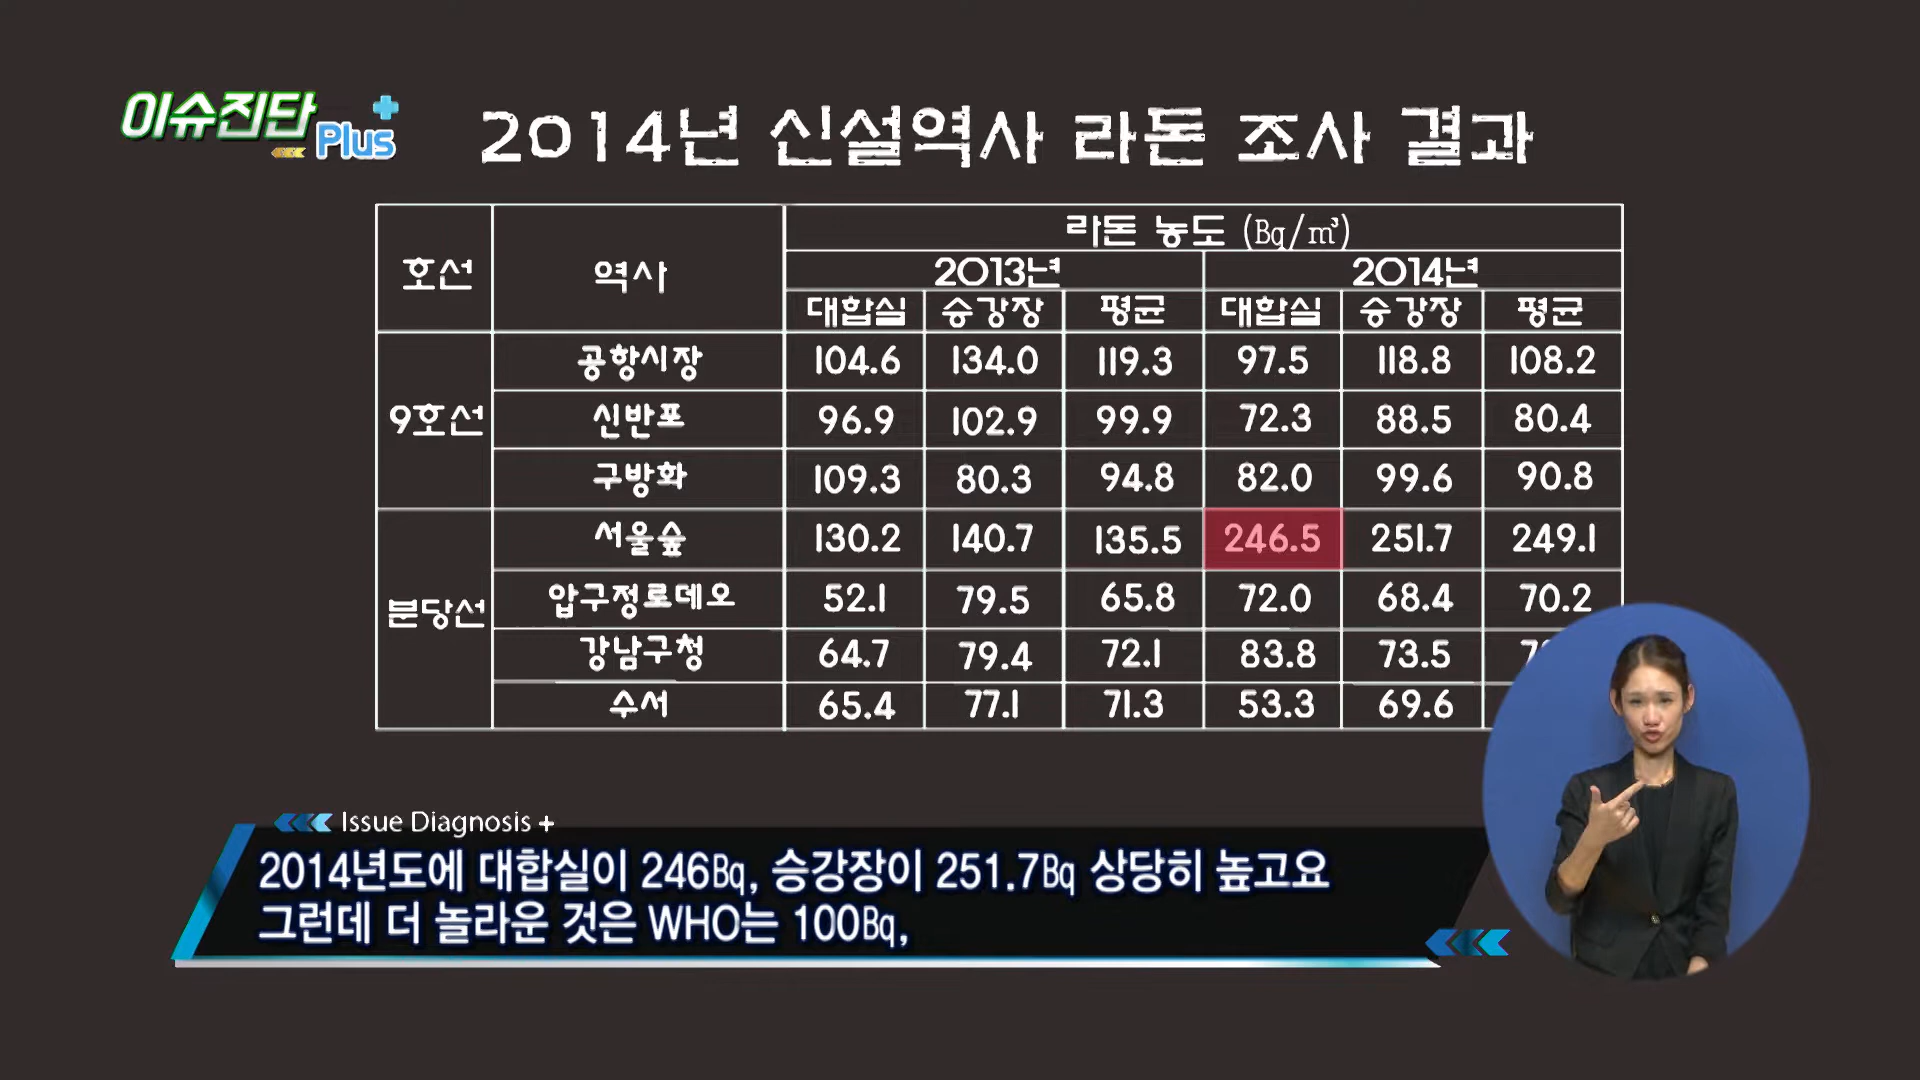 이슈진단 Plus
2014년 신설역사 라돈 조사 결과
호선 역사 라돈 농도 (Bq/㎥)
2013년 2014년
대합실 승강장 평균 대합실 승강장 평균
9호선 공항시장 104.6 134.0 119.3 97.5 118.8 108.2
신반포 96.9 102.9 99.9 72.3 88.5 80.4
구방화 109.3 80.3 94.8 82.0 99.6 90.8
분당선 서울숲 130.2 140.7 135.5 246.5 251.7 249.1
압구정로데오 52.1 79.5 65.8 72.0 68.4 70.2
강남구청 64.7 79.4 72.1 83.8 73.5
수서 65.4 77.1 71.3 53.3 69.6
Issue Diagnosis +
2014년도에 대합실이 246Bq, 승강장이 251.7Bq 상당히 높고요
그런데 더 놀라운 것은 WHO는 100Bq,